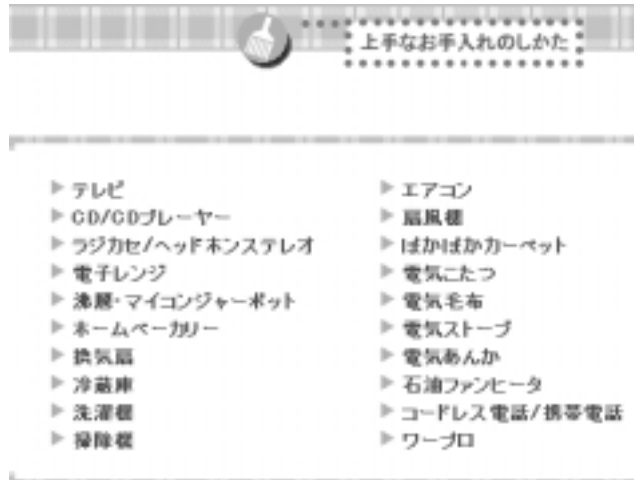 上手なお手入れのしかた
テレビ
CD/CDプレーヤー
ラジカセ/ヘッドホンステレオ
電子レンジ
沸騰・マイコンジャーポット
ホームベーカリー
換気扇
冷蔵庫
洗濯機
掃除機
エアコン
扇風機
ほかほかカーペット
電気こたつ
電気毛布
電気ストーブ
電気あんか
石油ファンヒータ
コードレス電話/携帯電話
ワープロ